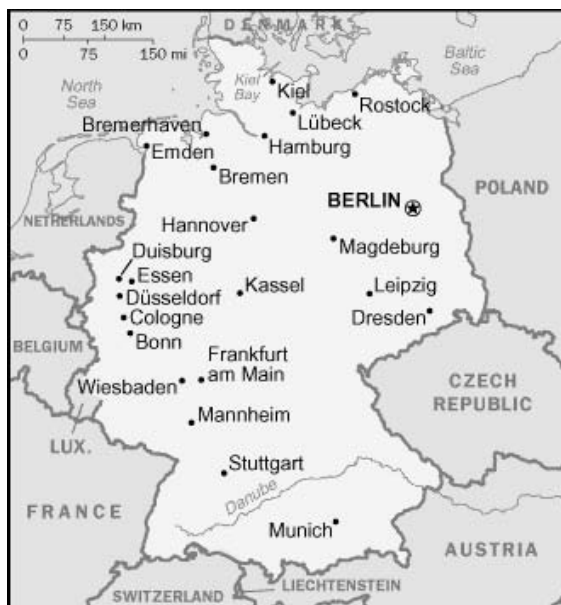 0 75 150 km
0 75 150 mi
DENMARK
North
Sea
Baltic
Sea
Kiel
Bay
Kiel
Rostock
Lübeck
Bremerhaven
Hamburg
Emden
Bremen
POLAND
BERLIN
NETHERLANDS
Hannover
Magdeburg
Duisburg
Essen
Kassel
Leipzig
Düsseldorf
Dresden
Cologne
BELGIUM
Bonn
Frankfurt
am Main
Wiesbaden
CZECH
REPUBLIC
Mannheim
LUX.
Stuttgart
Danube
FRANCE
Munich
AUSTRIA
LIECHTENSTEIN
SWITZERLAND